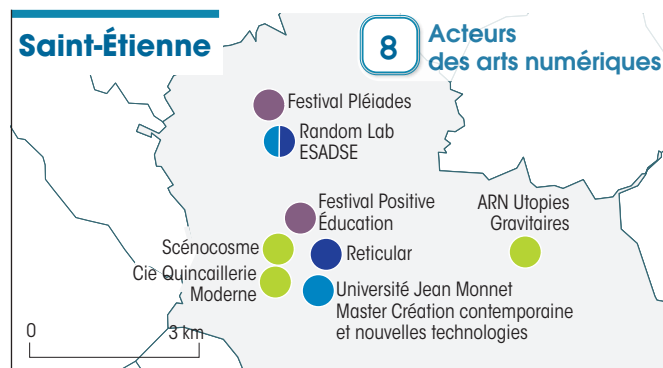 Saint-Étienne
8
Acteurs
des arts numériques
Festival Pléiades
Random Lab
ESADSE
Festival Positive
Éducation
ARN Utopies
Gravitaires
Scénocosme
Reticular
Cie Quincaillerie
Moderne
Université Jean Monnet
Master Création contemporaine
et nouvelles technologies
0
3 km